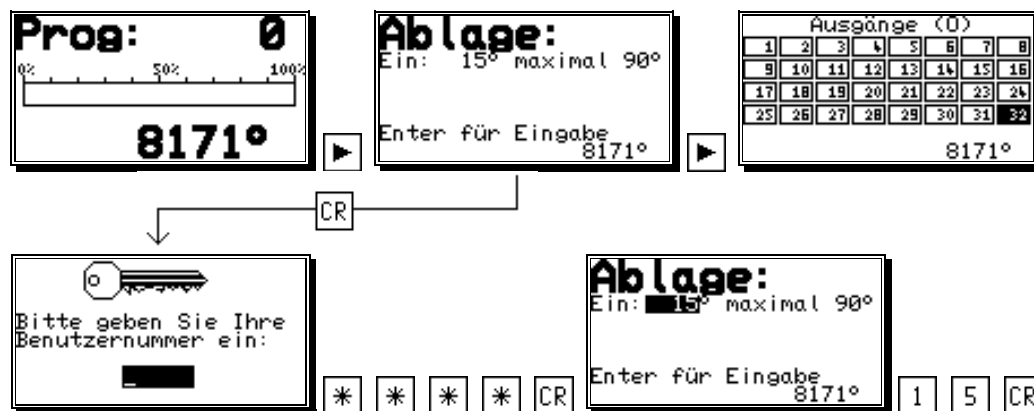 Prog: 0
0% 50% 100%
8171°
Ablage:
Ein: 15° maximal 90°
Enter für Eingabe
8171°
Ausgänge (O)
1 2 3 4 5 6 7 8
9 10 11 12 13 14 15 16
17 18 19 20 21 22 23 24
25 26 27 28 29 30 31 32
8171°
CR
Bitte geben Sie Ihre
Benutzernummer ein:
_
* * * * CR
Ablage:
Ein: 15° maximal 90°
Enter für Eingabe
8171°
1 5 CR